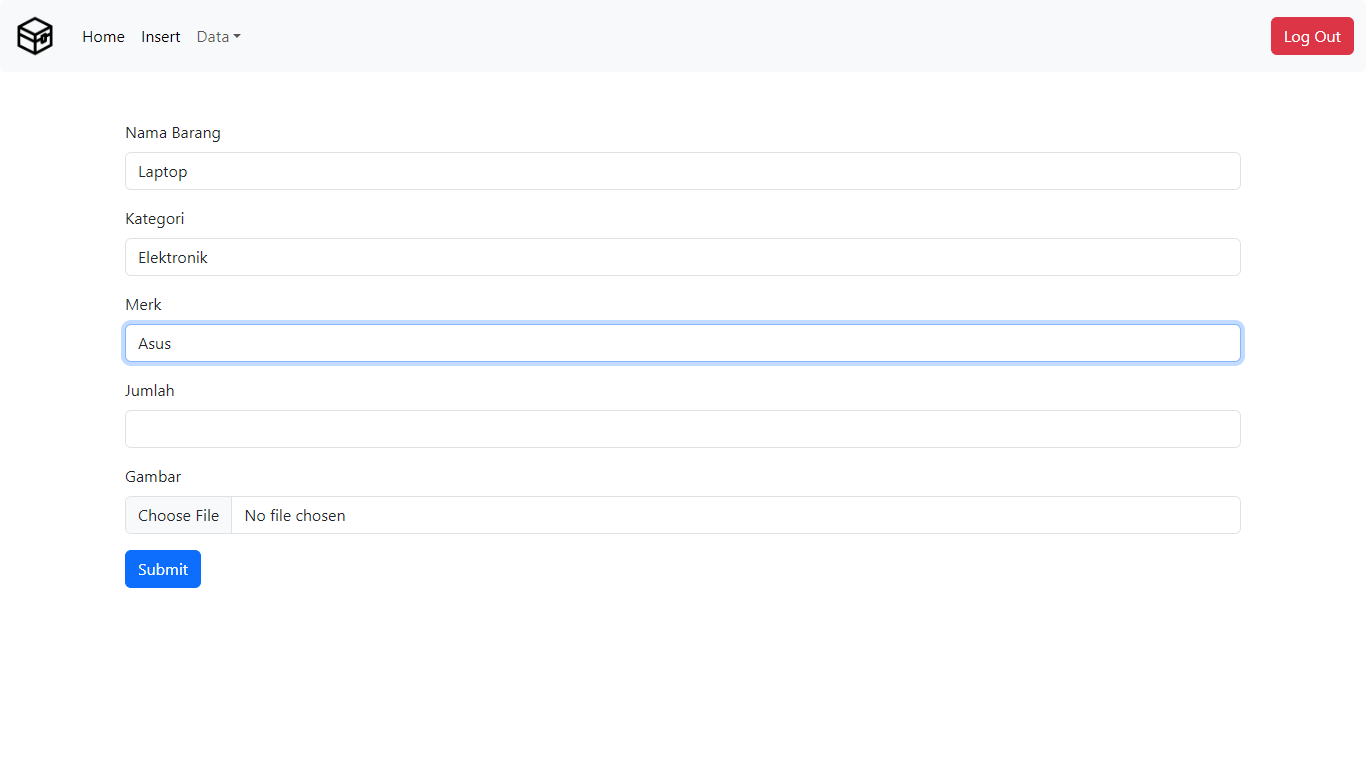 Home Insert Data Log Out
Nama Barang
Laptop
Kategori
Elektronik
Merk
Asus
Jumlah
Gambar
Choose File No file chosen
Submit